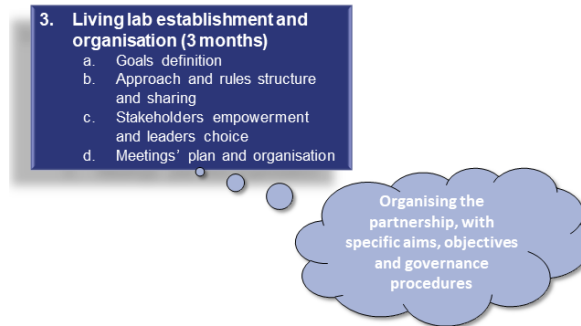 3. Living lab establishment and
organisation (3 months)
a. Goals definition
b. Approach and rules structure
and sharing
c. Stakeholders empowerment
and leaders choice
d. Meetings' plan and organisation
Organising the
partnership, with
specific aims, objectives
and governance
procedures